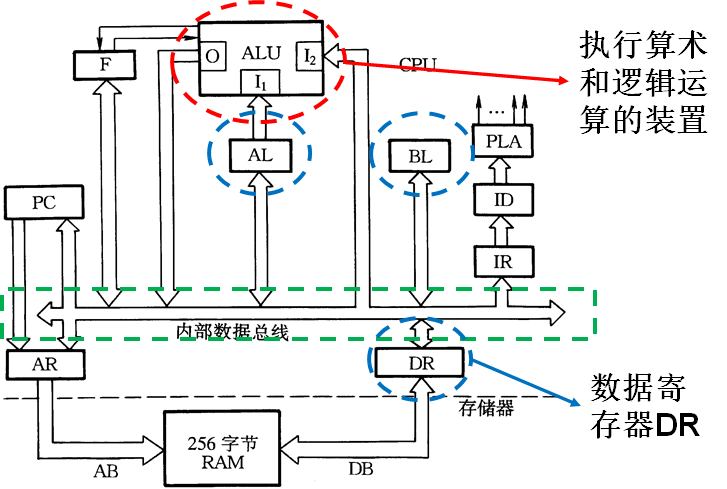 ALU
O
I₂
I₁
F
CPU
执行算术
和逻辑运
算的装置
...
PLA
AL
BL
ID
PC
IR
内部数据总线
AR
DR
数据寄
存器DR
存储器
256 字节
RAM
AB
DB